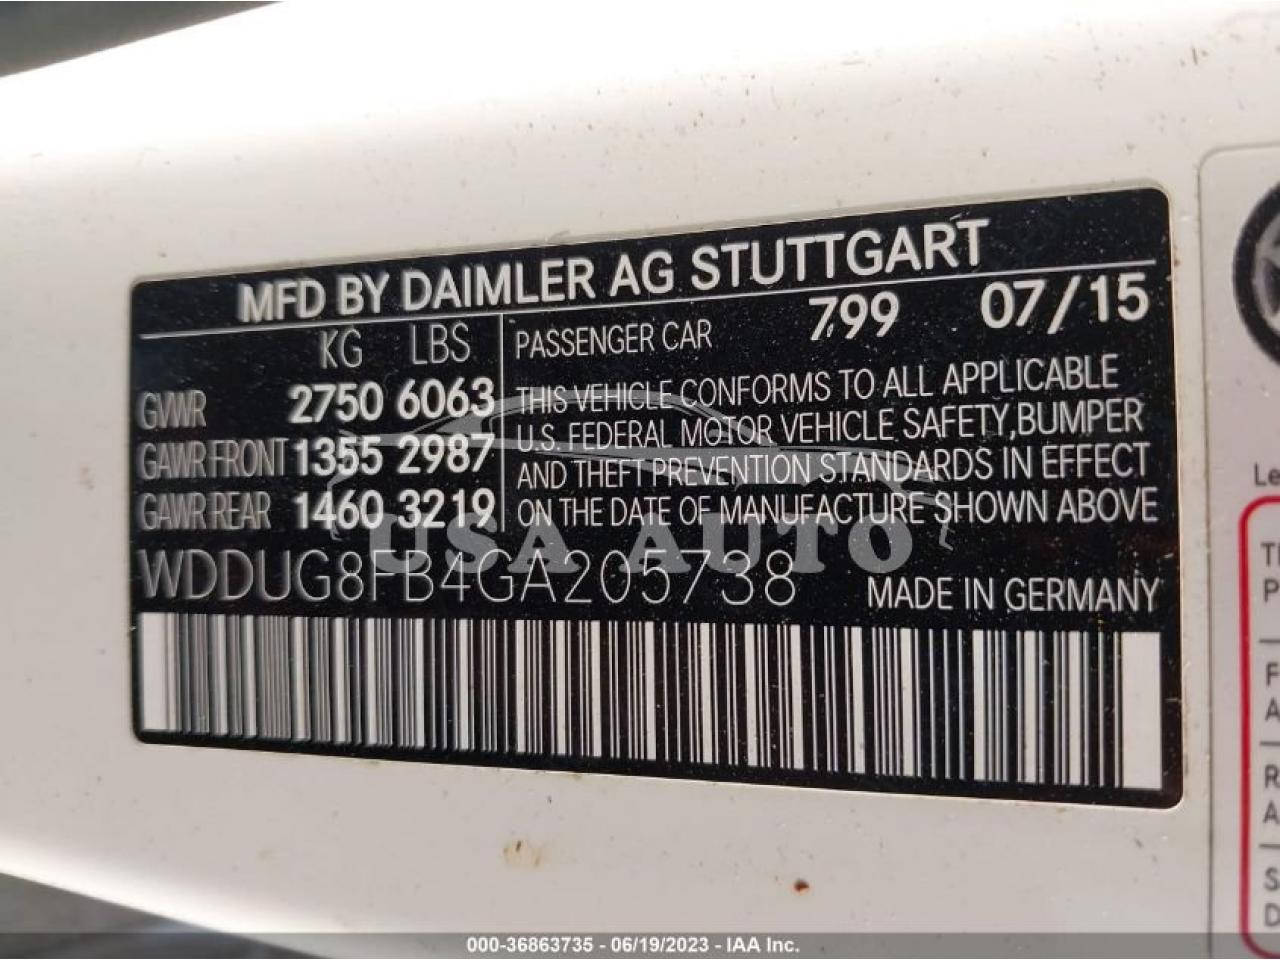 MFD BY DAIMLER AG STUTTGART
KG LBS
GVWR 2750 6063
GAWR FRONT 1355 2987
GAWR REAR 1460 3219
PASSENGER CAR 799 07/15
THIS VEHICLE CONFORMS TO ALL APPLICABLE
U.S. FEDERAL MOTOR VEHICLE SAFETY, BUMPER
AND THEFT PREVENTION STANDARDS IN EFFECT
ON THE DATE OF MANUFACTURE SHOWN ABOVE
WDDUG8FB4GA205738 MADE IN GERMANY
USA AUTO
000-36863735 - 06/19/2023 - IAA Inc.